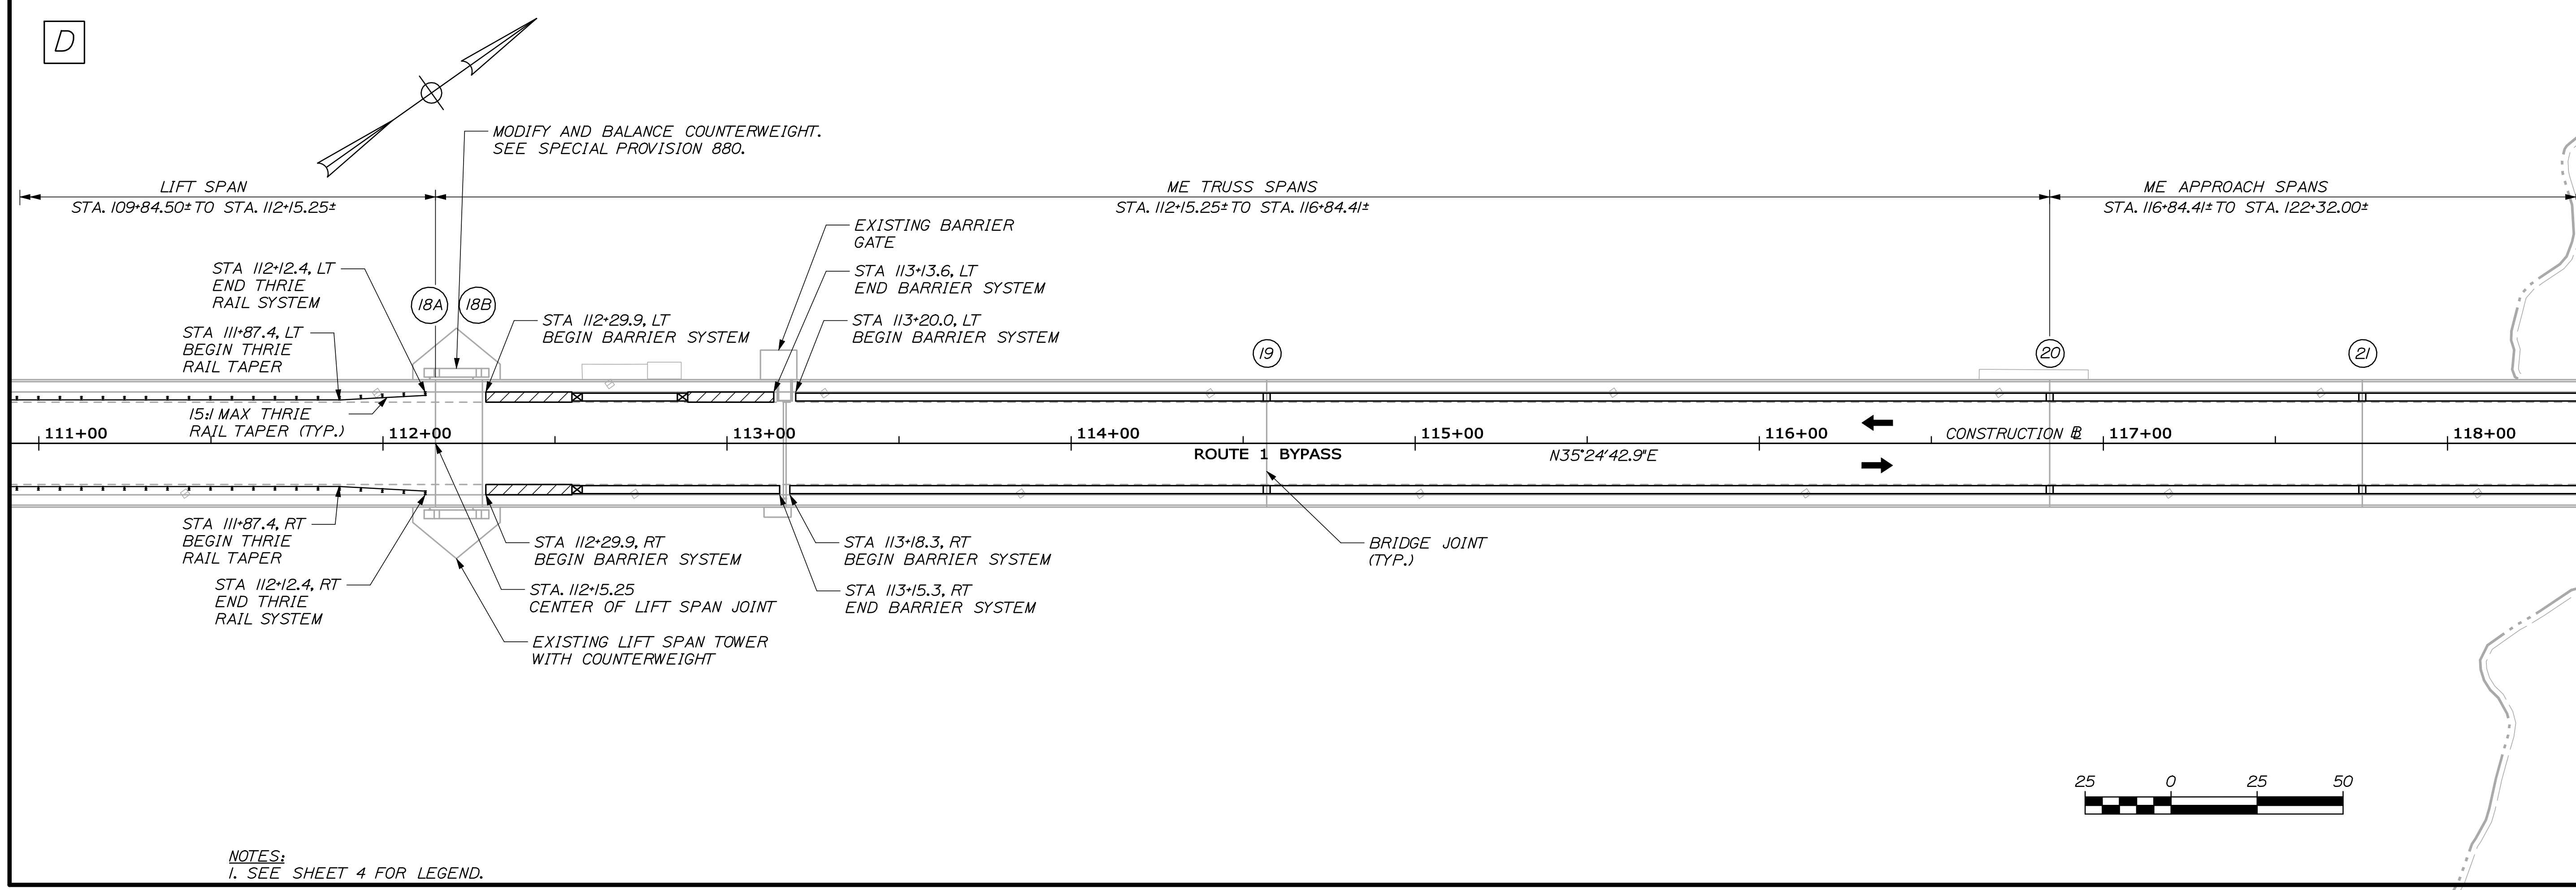 D
MODIFY AND BALANCE COUNTERWEIGHT.
SEE SPECIAL PROVISION 880.
LIFT SPAN
STA. 109+84.50± TO STA. 112+15.25±
ME TRUSS SPANS
STA. 112+15.25± TO STA. 116+84.41±
ME APPROACH SPANS
STA. 116+84.41± TO STA. 122+32.00±
EXISTING BARRIER
GATE
STA 112+12.4, LT
END THRIE
RAIL SYSTEM
STA 113+13.6, LT
END BARRIER SYSTEM
18A
18B
STA 111+87.4, LT
BEGIN THRIE
RAIL TAPER
STA 112+29.9, LT
BEGIN BARRIER SYSTEM
STA 113+20.0, LT
BEGIN BARRIER SYSTEM
19
20
21
15:1 MAX THRIE
RAIL TAPER (TYP.)
111+00
112+00
113+00
114+00
115+00
116+00
CONSTRUCTION BL
117+00
118+00
ROUTE 1 BYPASS
N35°24'42.9"E
STA 111+87.4, RT
BEGIN THRIE
RAIL TAPER
STA 112+29.9, RT
BEGIN BARRIER SYSTEM
STA 113+18.3, RT
BEGIN BARRIER SYSTEM
BRIDGE JOINT
(TYP.)
STA 112+12.4, RT
END THRIE
RAIL SYSTEM
STA. 112+15.25
CENTER OF LIFT SPAN JOINT
STA 113+15.3, RT
END BARRIER SYSTEM
EXISTING LIFT SPAN TOWER
WITH COUNTERWEIGHT
25 0 25 50
NOTES:
1. SEE SHEET 4 FOR LEGEND.